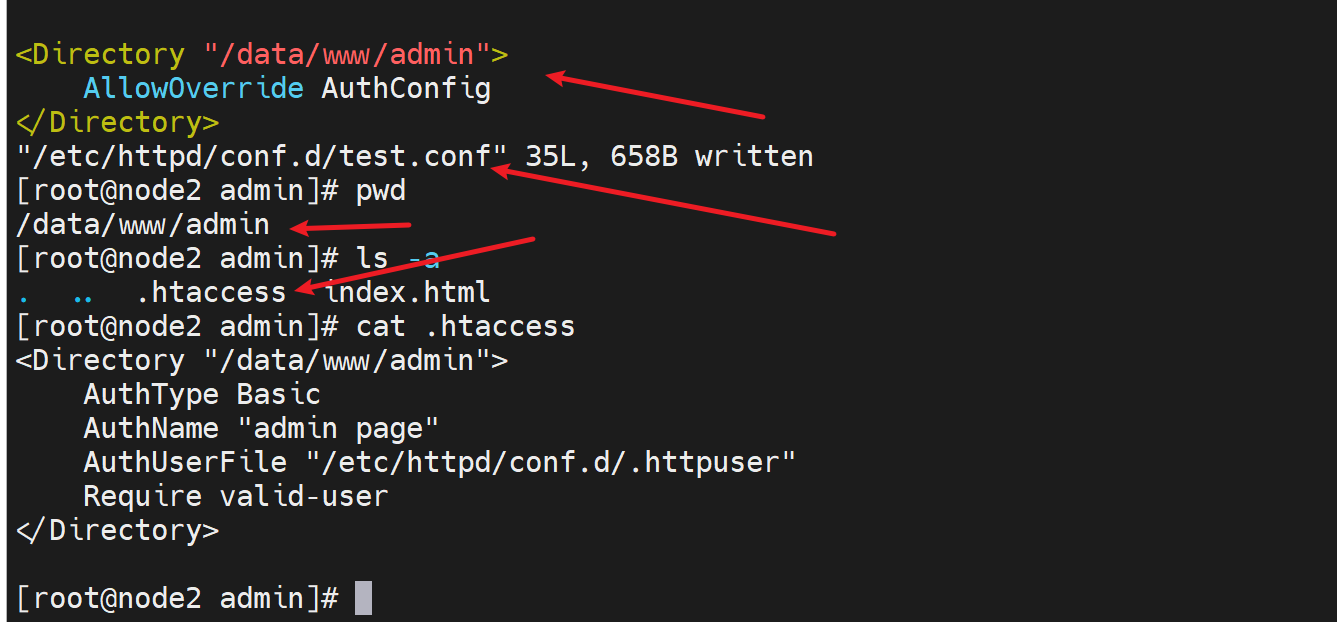 <Directory "/data/www/admin">
    AllowOverride AuthConfig
</Directory>
"/etc/httpd/conf.d/test.conf" 35L, 658B written
[root@node2 admin]# pwd
/data/www/admin
[root@node2 admin]# ls -a
.  ..  .htaccess  index.html
[root@node2 admin]# cat .htaccess
<Directory "/data/www/admin">
    AuthType Basic
    AuthName "admin page"
    AuthUserFile "/etc/httpd/conf.d/.httpuser"
    Require valid-user
</Directory>
[root@node2 admin]#